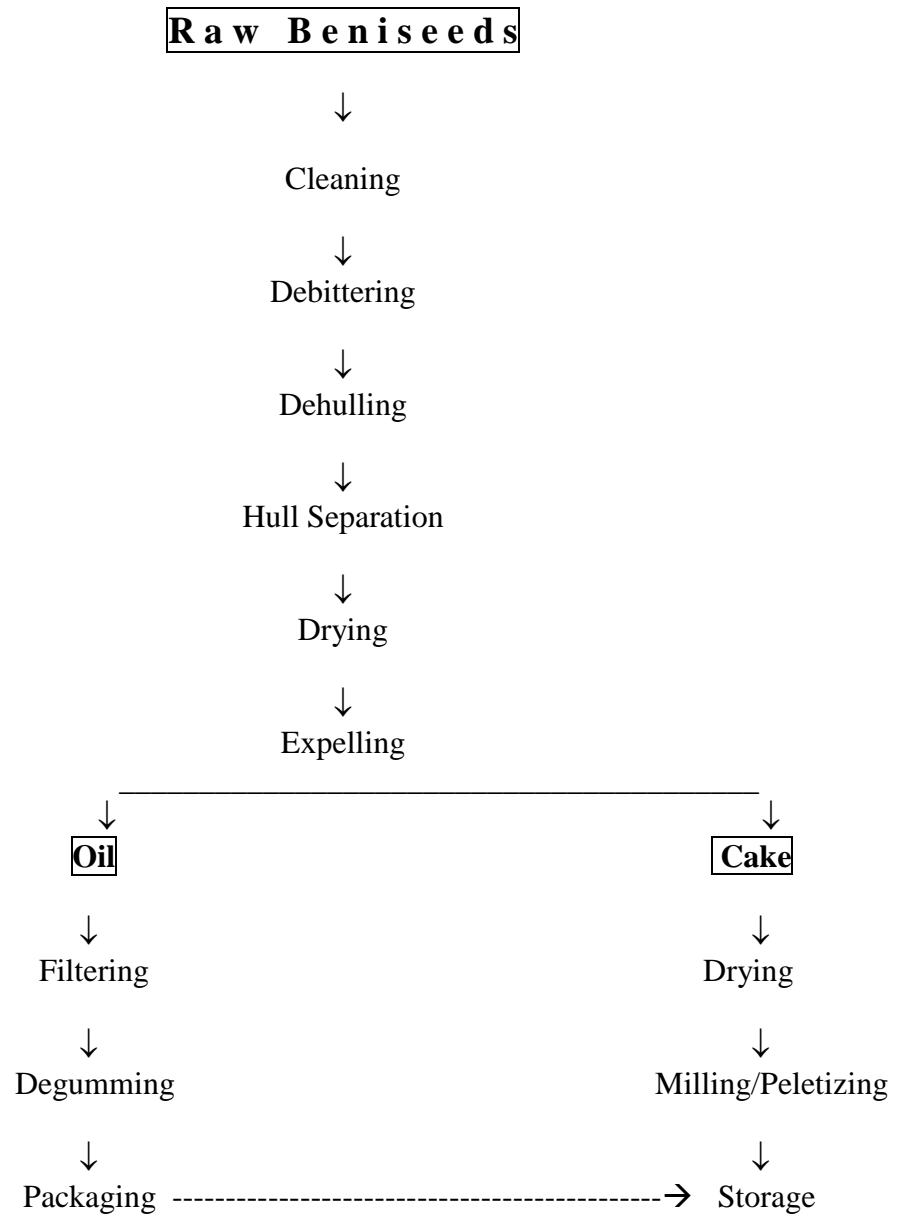 Raw Beniseeds
↓
Cleaning
↓
Debittering
↓
Dehulling
↓
Hull Separation
↓
Drying
↓
Expelling
↓ ↓
Oil Cake
↓ ↓
Filtering Drying
↓ ↓
Degumming Milling/Peletizing
↓ ↓
Packaging ----------------------------------------------→ Storage